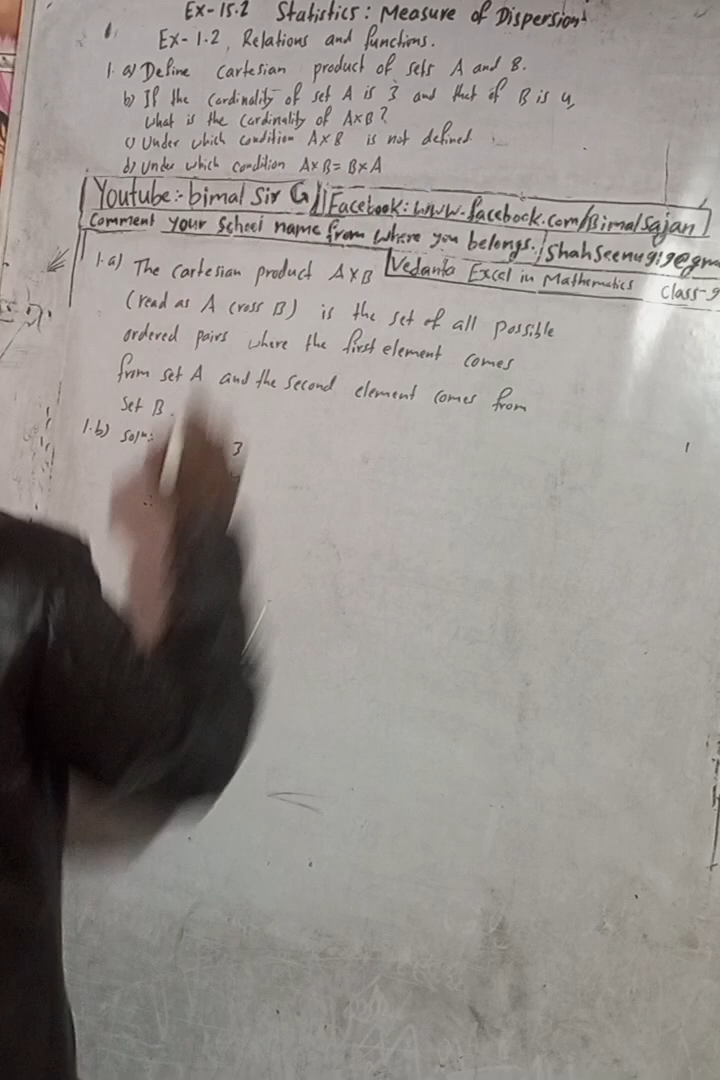 Ex-15.2 Statistics: Measure of Dispersion
Ex-1.2, Relations and functions.
1. a) Define cartesian product of sets A and B.
b) If the cardinality of set A is 3 and that of B is 4,
what is the cardinality of A×B?
c) Under which condition A×B is not defined.
d) Under which condition A×B = B×A
Youtube:- bimal Sir G || Facebook: www.facebook.com/Bimalsajan
Comment your School name from where you belongs. / Shahseenu919@gm
Vedanta Excel in Mathematics Class-9
1.a) The cartesian product A×B
(read as A cross B) is the set of all possible
ordered pairs where the first element comes
from set A and the second element comes from
set B.
1.b) Solⁿ:
3